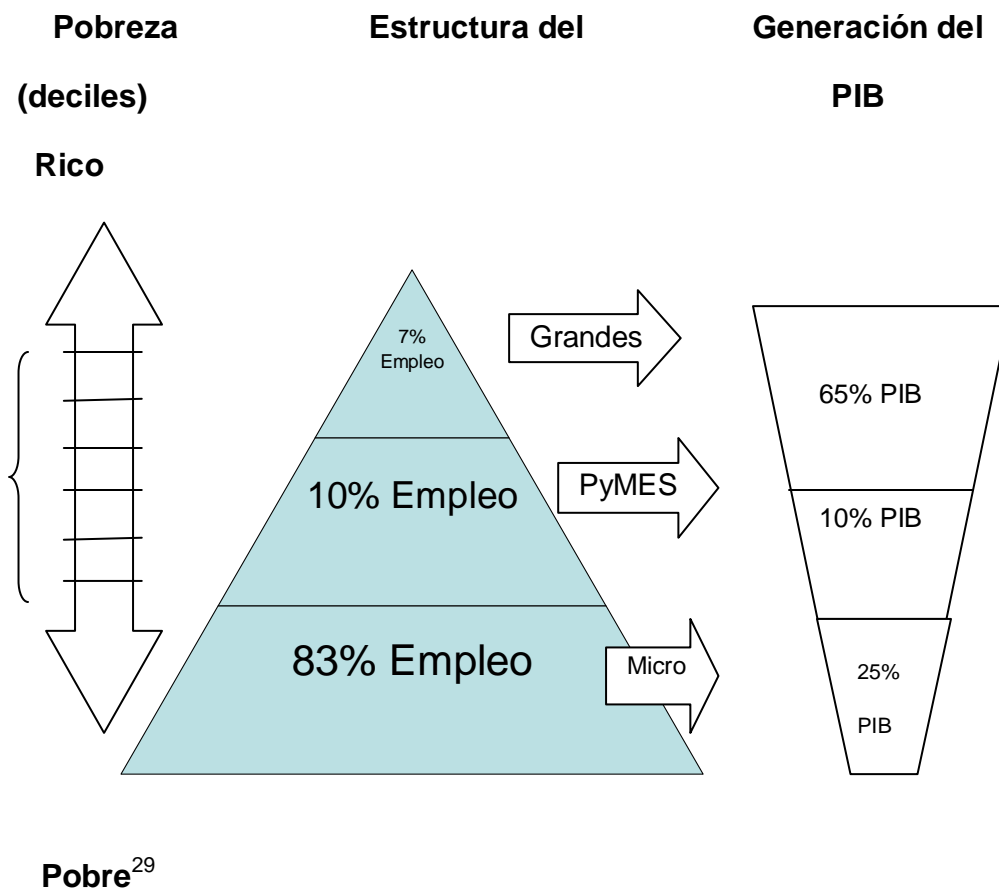 Pobreza
(deciles)
Rico
Estructura del
Generación del
PIB
7%
Empleo
Grandes
65% PIB
10% Empleo
PyMES
10% PIB
83% Empleo
Micro
25%
PIB
Pobre29